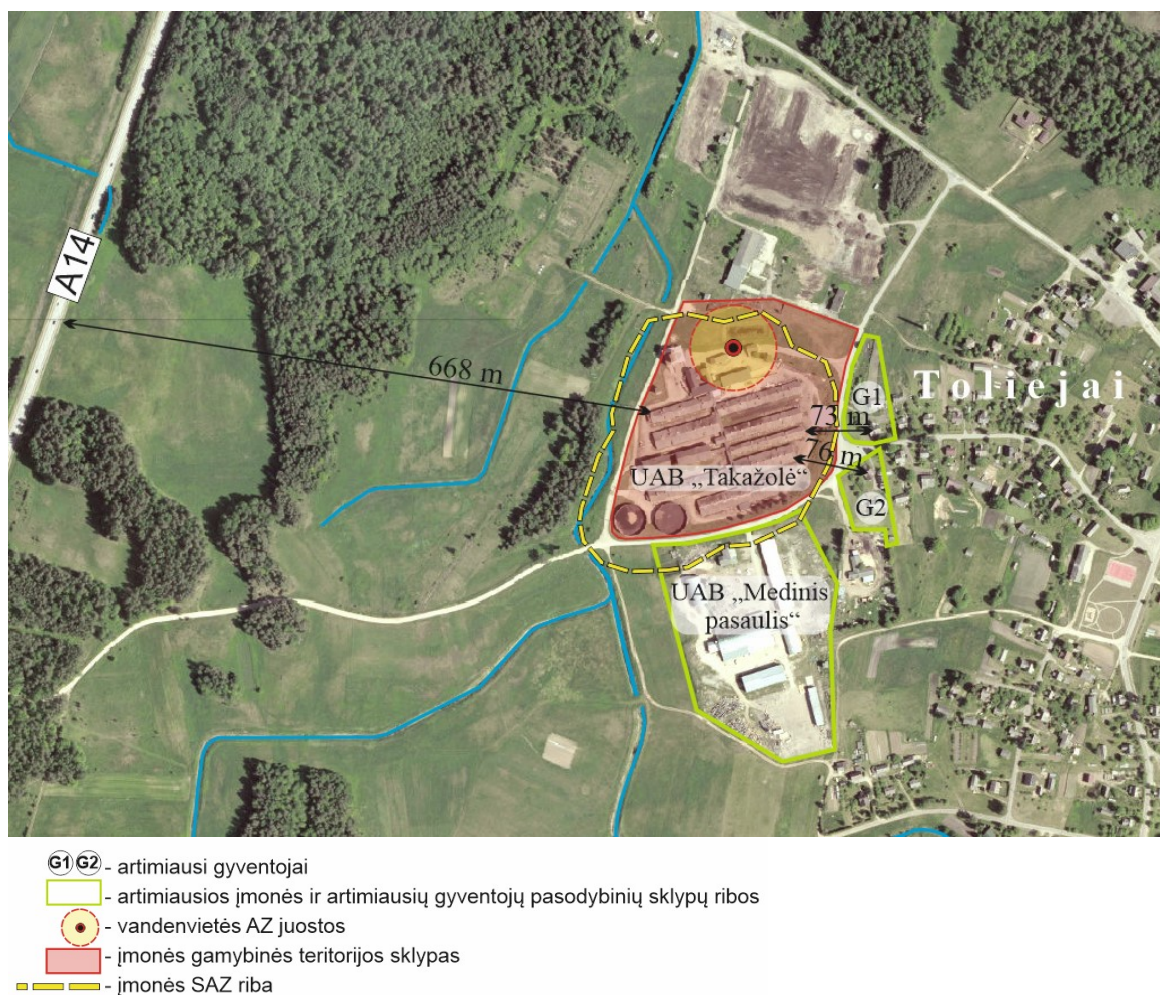 A14
668 m
Toliejai
G1
73 m
76 m
UAB „Takažolė“
G2
UAB „Medinis
pasaulis“
G1 G2 - artimiausi gyventojai
- artimiausios įmonės ir artimiausių gyventojų pasodybinių sklypų ribos
- vandenvietės AZ juostos
- įmonės gamybinės teritorijos sklypas
- įmonės SAZ riba